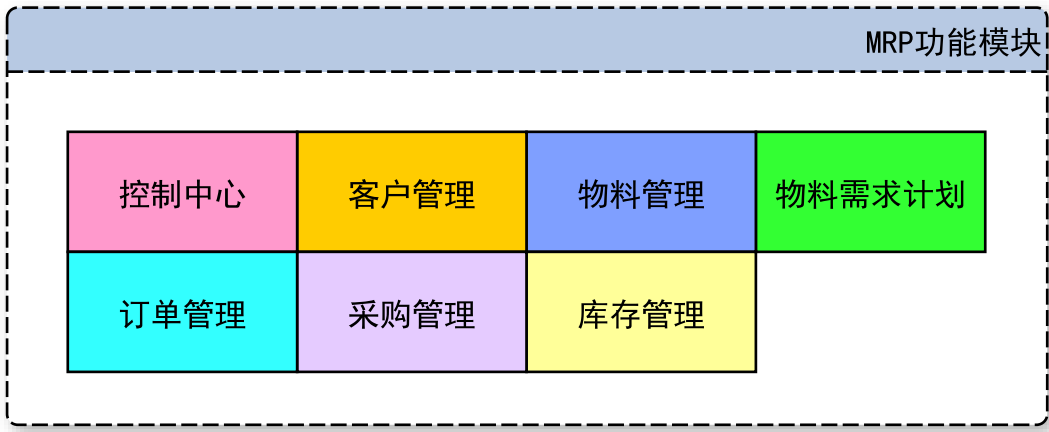 MRP功能模块
控制中心
客户管理
物料管理
物料需求计划
订单管理
采购管理
库存管理